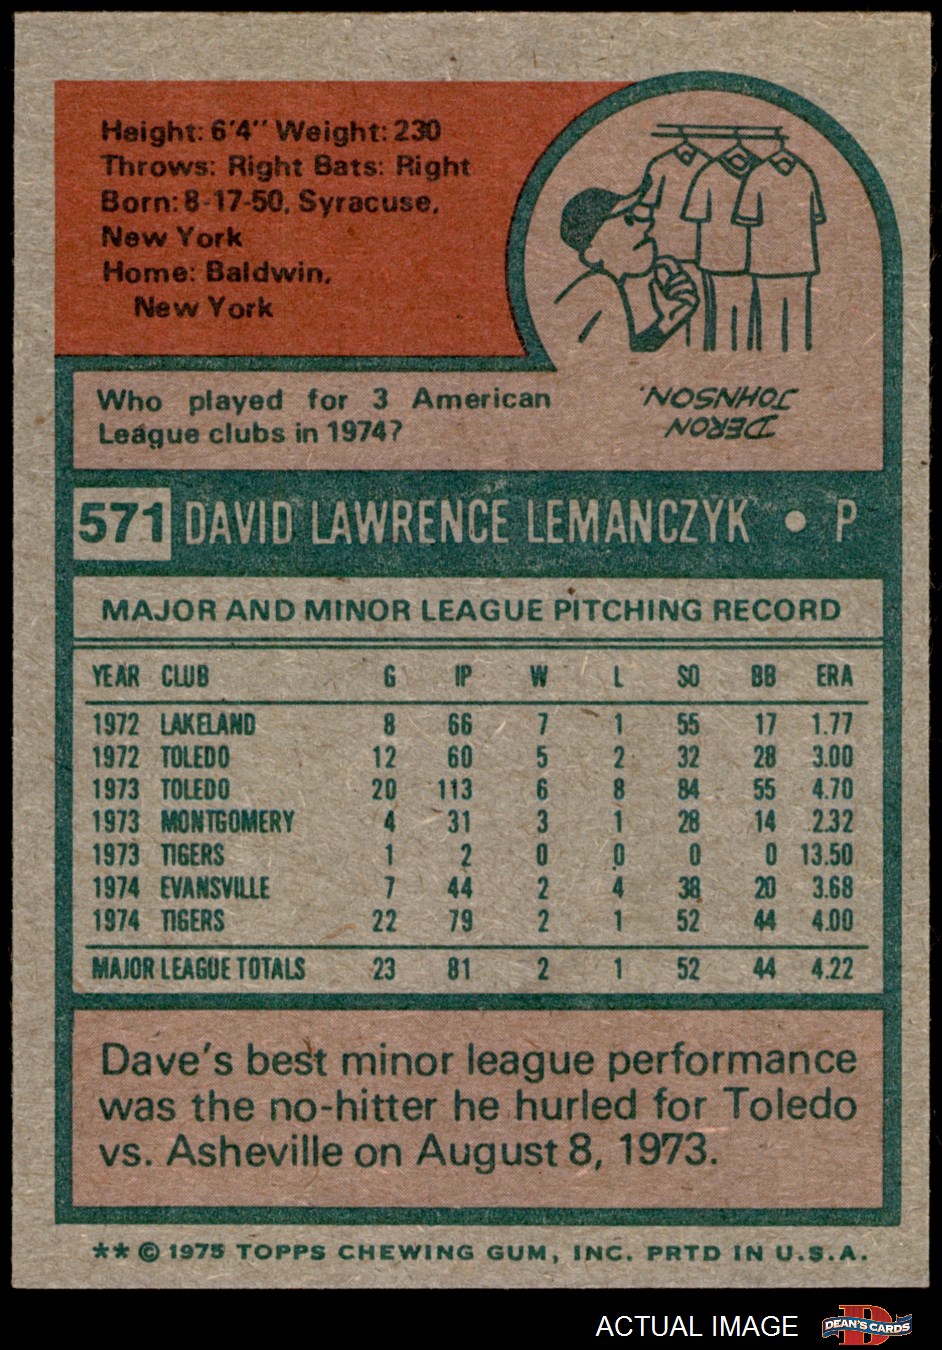 Height: 6'4" Weight: 230
Throws: Right Bats: Right
Born: 8-17-50, Syracuse,
New York
Home: Baldwin,
New York
Who played for 3 American
League clubs in 1974?
DERON
JOHNSON.
571 DAVID LAWRENCE LEMANCZYK • P
MAJOR AND MINOR LEAGUE PITCHING RECORD
YEAR CLUB G IP W L SO BB ERA
1972 LAKELAND 8 66 7 1 55 17 1.77
1972 TOLEDO 12 60 5 2 32 28 3.00
1973 TOLEDO 20 113 6 8 84 55 4.70
1973 MONTGOMERY 4 31 3 1 28 14 2.32
1973 TIGERS 1 2 0 0 0 0 13.50
1974 EVANSVILLE 7 44 2 4 38 20 3.68
1974 TIGERS 22 79 2 1 52 44 4.00
MAJOR LEAGUE TOTALS 23 81 2 1 52 44 4.22
Dave's best minor league performance
was the no-hitter he hurled for Toledo
vs. Asheville on August 8, 1973.
** © 1975 TOPPS CHEWING GUM, INC. PRTD IN U.S.A.
ACTUAL IMAGE DEAN'S CARDS